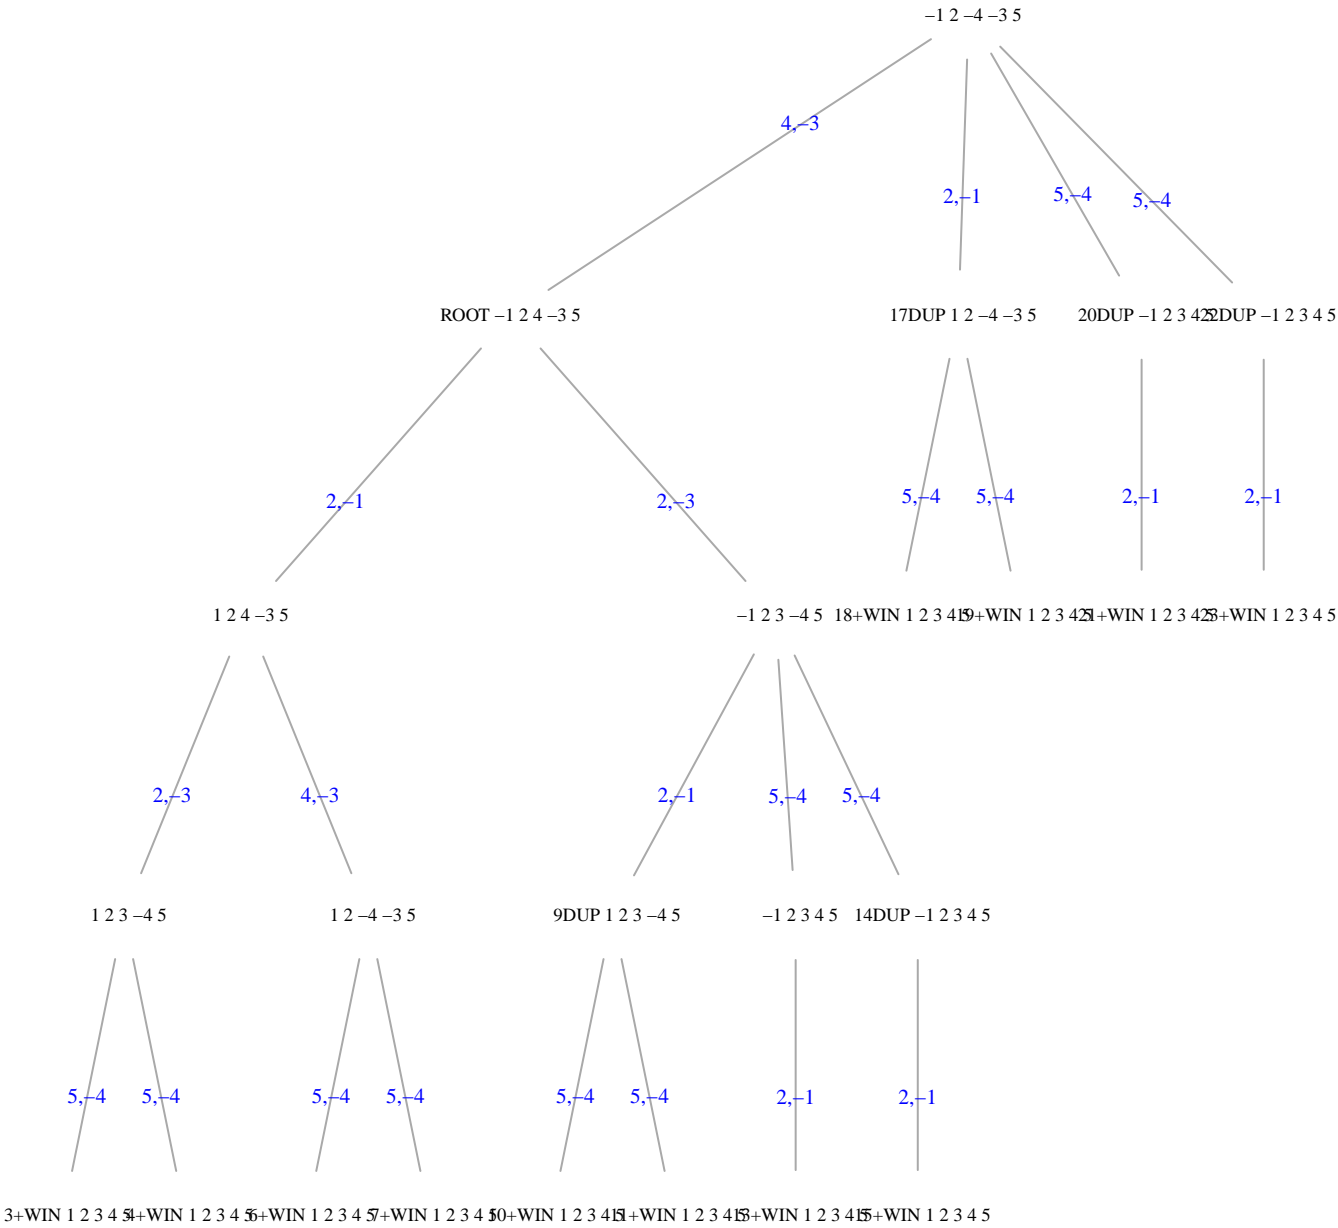 −1 2 −4 −3 5
4,−3
2,−1
5,−4
5,−4
ROOT −1 2 4 −3 5
17DUP 1 2 −4 −3 5
20DUP −1 2 3 4 5
22DUP −1 2 3 4 5
2,−1
2,−3
5,−4
5,−4
2,−1
2,−1
1 2 4 −3 5
−1 2 3 −4 5
18+WIN 1 2 3 4 5
19+WIN 1 2 3 4 5
21+WIN 1 2 3 4 5
23+WIN 1 2 3 4 5
2,−3
4,−3
2,−1
5,−4
5,−4
1 2 3 −4 5
1 2 −4 −3 5
9DUP 1 2 3 −4 5
−1 2 3 4 5
14DUP −1 2 3 4 5
5,−4
5,−4
5,−4
5,−4
5,−4
5,−4
2,−1
2,−1
3+WIN 1 2 3 4 5
4+WIN 1 2 3 4 5
6+WIN 1 2 3 4 5
7+WIN 1 2 3 4 5
10+WIN 1 2 3 4 5
11+WIN 1 2 3 4 5
13+WIN 1 2 3 4 5
15+WIN 1 2 3 4 5